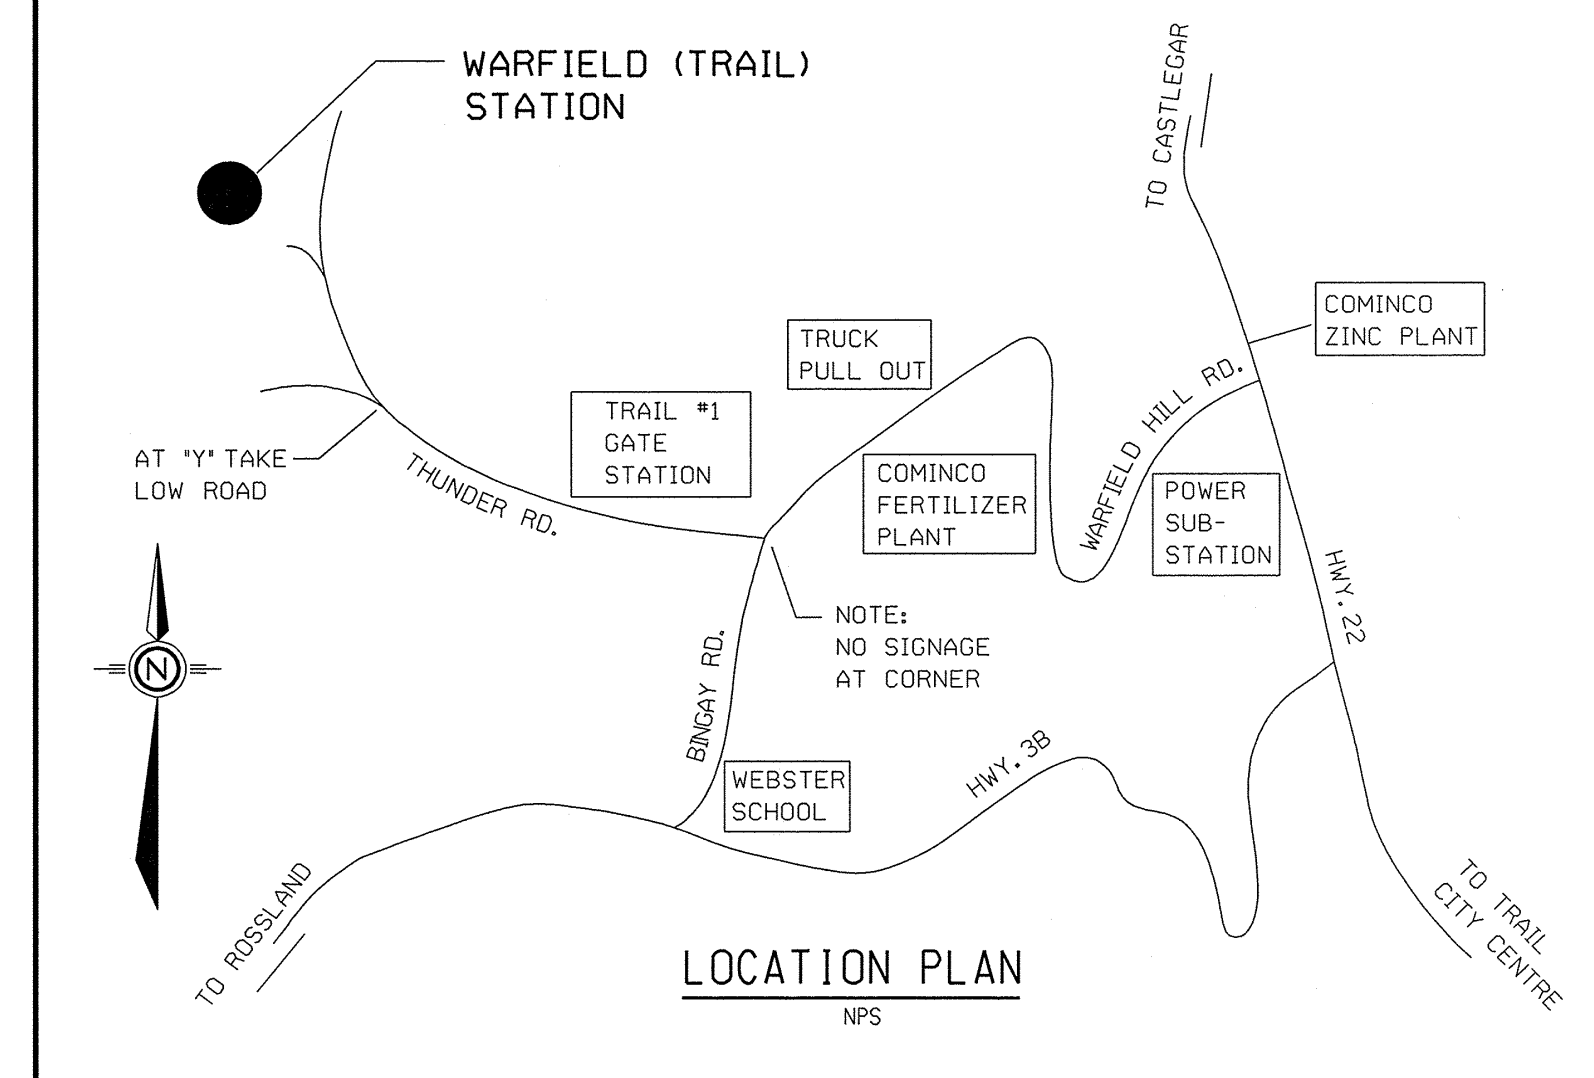 WARFIELD (TRAIL)
STATION
TO CASTLEGAR
COMINCO
ZINC PLANT
TRUCK
PULL OUT
WARFIELD HILL RD.
TRAIL #1
GATE
STATION
AT "Y" TAKE
LOW ROAD
THUNDER RD.
COMINCO
FERTILIZER
PLANT
POWER
SUB-
STATION
HWY. 22
NOTE:
NO SIGNAGE
AT CORNER
N
BINGAY RD.
HWY. 3B
WEBSTER
SCHOOL
TO ROSSLAND
TO TRAIL
CITY CENTRE
LOCATION PLAN
NPS